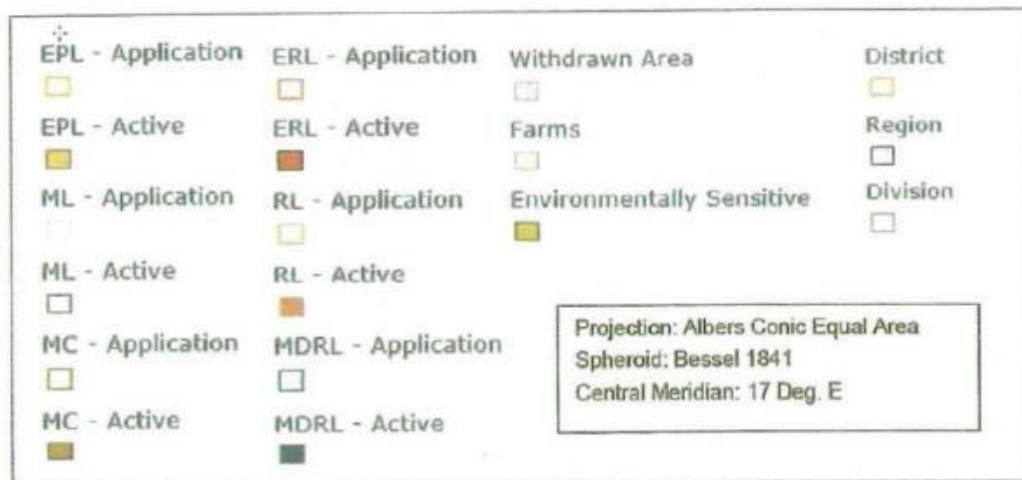 EPL - Application
EPL - Active
ML - Application
ML - Active
MC - Application
MC - Active
ERL - Application
ERL - Active
RL - Application
RL - Active
MDRL - Application
MDRL - Active
Withdrawn Area
Farms
Environmentally Sensitive
District
Region
Division
Projection: Albers Conic Equal Area
Spheroid: Bessel 1841
Central Meridian: 17 Deg. E